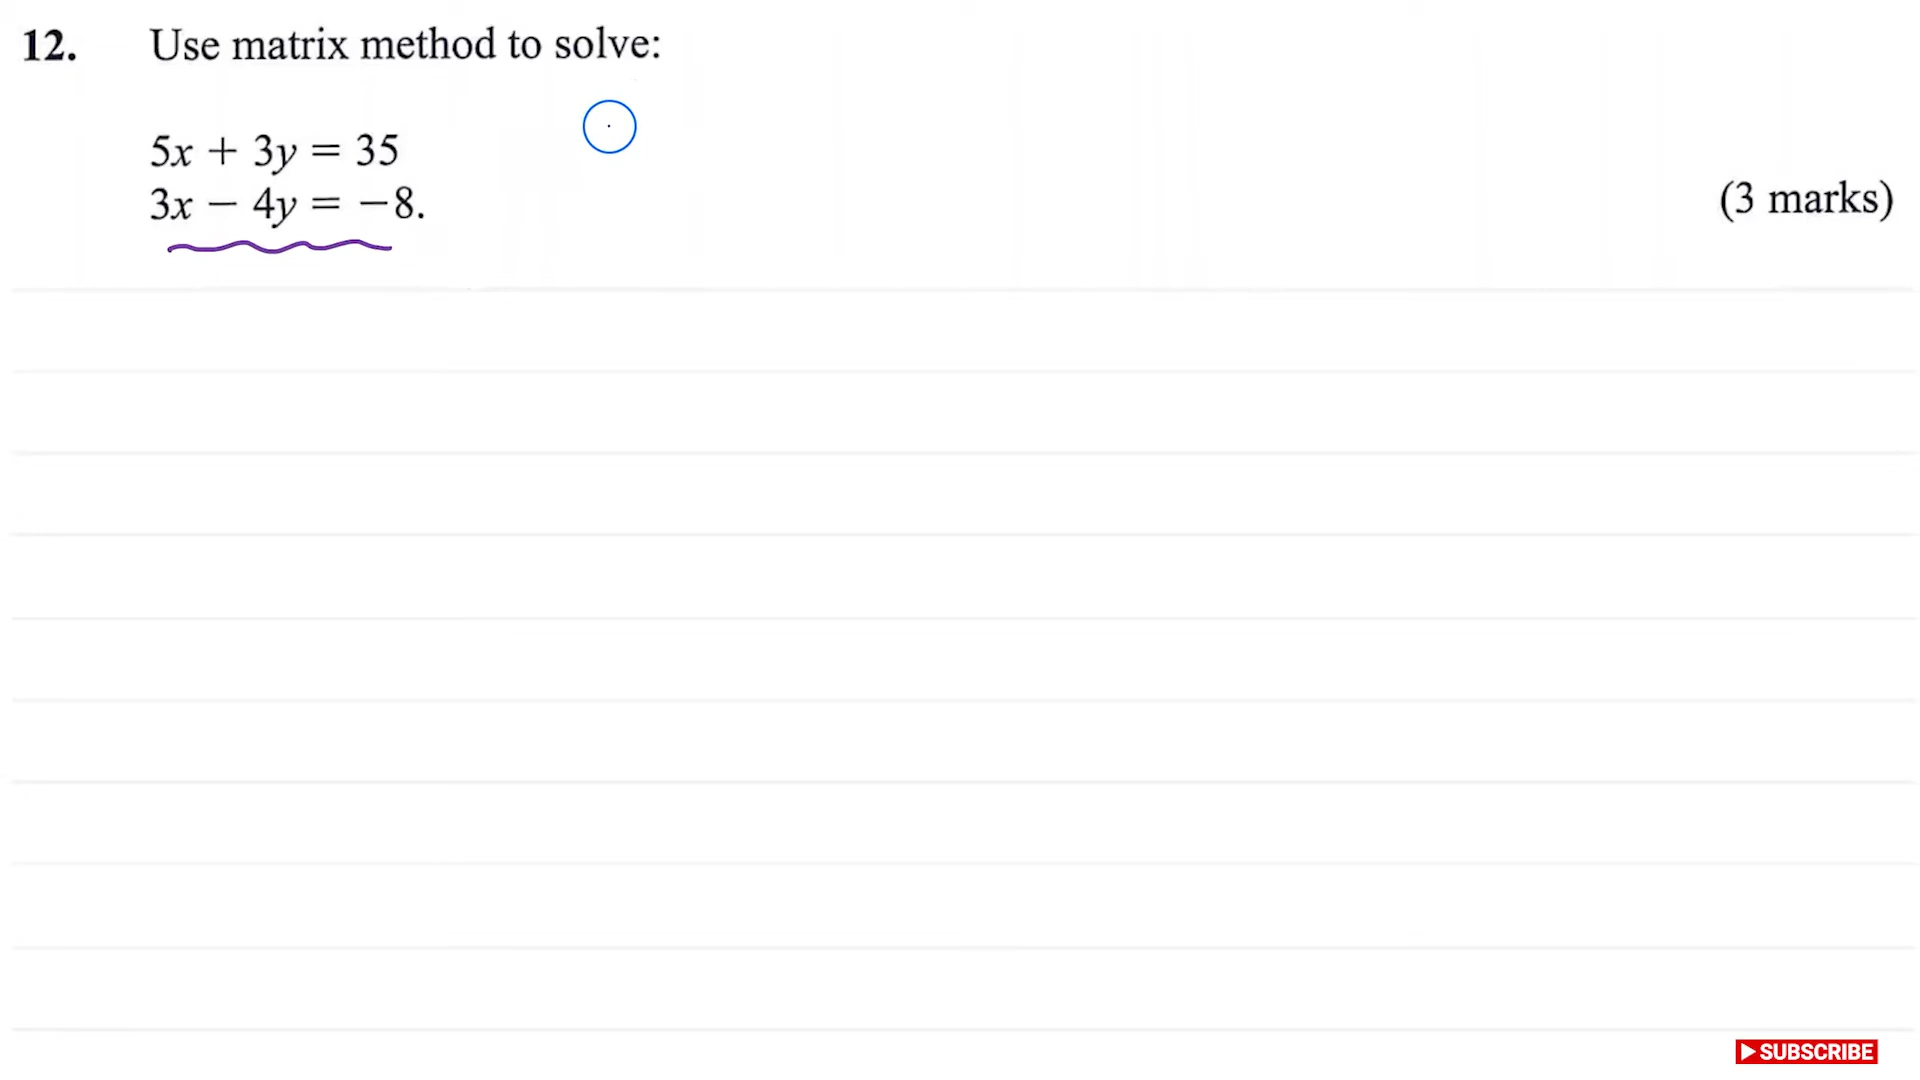 12. Use matrix method to solve:
5x + 3y = 35
3x − 4y = −8.
(3 marks)
SUBSCRIBE